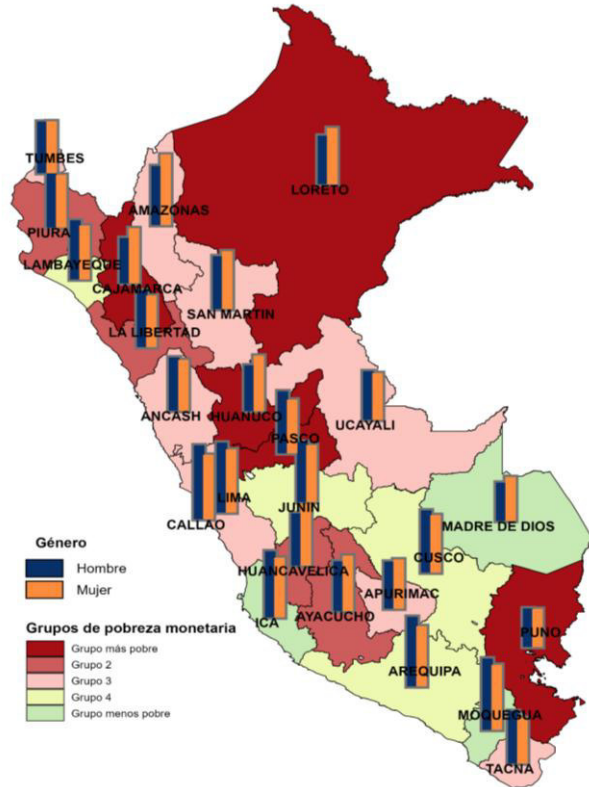 TUMBES
LORETO
AMAZONAS
PIURA
LAMBAYEQUE
CAJAMARCA
SAN MARTIN
LA LIBERTAD
ANCASH
HUANUCO
UCAYALI
PASCO
LIMA
JUNIN
CALLAO
MADRE DE DIOS
CUSCO
HUANCAVELICA
APURIMAC
ICA
AYACUCHO
PUNO
AREQUIPA
MOQUEGUA
TACNA
Género
Hombre
Mujer
Grupos de pobreza monetaria
Grupo más pobre
Grupo 2
Grupo 3
Grupo 4
Grupo menos pobre